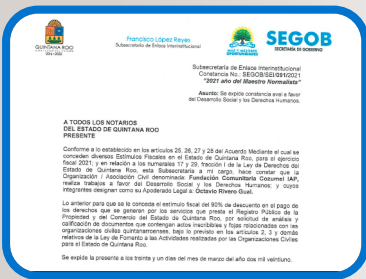 QUINTANA ROO
Francisco López Reyes
Subsecretario de Enlace Interinstitucional
MÁS Y MEJORES
OPORTUNIDADES
SEGOB
SECRETARÍA DE GOBIERNO
Subsecretaría de Enlace Interinstitucional
Constancia No.: SEGOB/SEI/091/2021
"2021 año del Maestro Normalista"
Asunto: Se expide constancia aval a favor
del Desarrollo Social y los Derechos Humanos.
A TODOS LOS NOTARIOS
DEL ESTADO DE QUINTANA ROO
PRESENTE
Conforme a lo establecido en los artículos 25, 26, 27 y 28 del Acuerdo Mediante el cual se
conceden diversos Estímulos Fiscales en el Estado de Quintana Roo, para el ejercicio
fiscal 2021; y en relación a los numerales 17 y 29, fracción I de la Ley de Derechos del
Estado de Quintana Roo, esta Subsecretaría a mi cargo, hace constar que la
Organización / Asociación Civil denominada: Fundación Comunitaria Cozumel IAP,
realiza trabajos a favor del Desarrollo Social y los Derechos Humanos; y cuyos
integrantes designan como su Apoderado Legal a: Octavio Rivero Gual.
Lo anterior para que se le conceda el estímulo fiscal del 90% de descuento en el pago de
los derechos que se generen por los servicios que presta el Registro Público de la
Propiedad y del Comercio del Estado de Quintana Roo, por solicitud de análisis y
calificación de documentos que contengan actos inscribibles y fojas relacionadas con las
organizaciones civiles quintanarroenses, bajo lo previsto en los artículos 2, 3 y demás
relativos de la Ley de Fomento a las Actividades realizadas por las Organizaciones Civiles
para el Estado de Quintana Roo.
Se expide la presente a los treinta y un días del mes de marzo del año dos mil veintiuno.